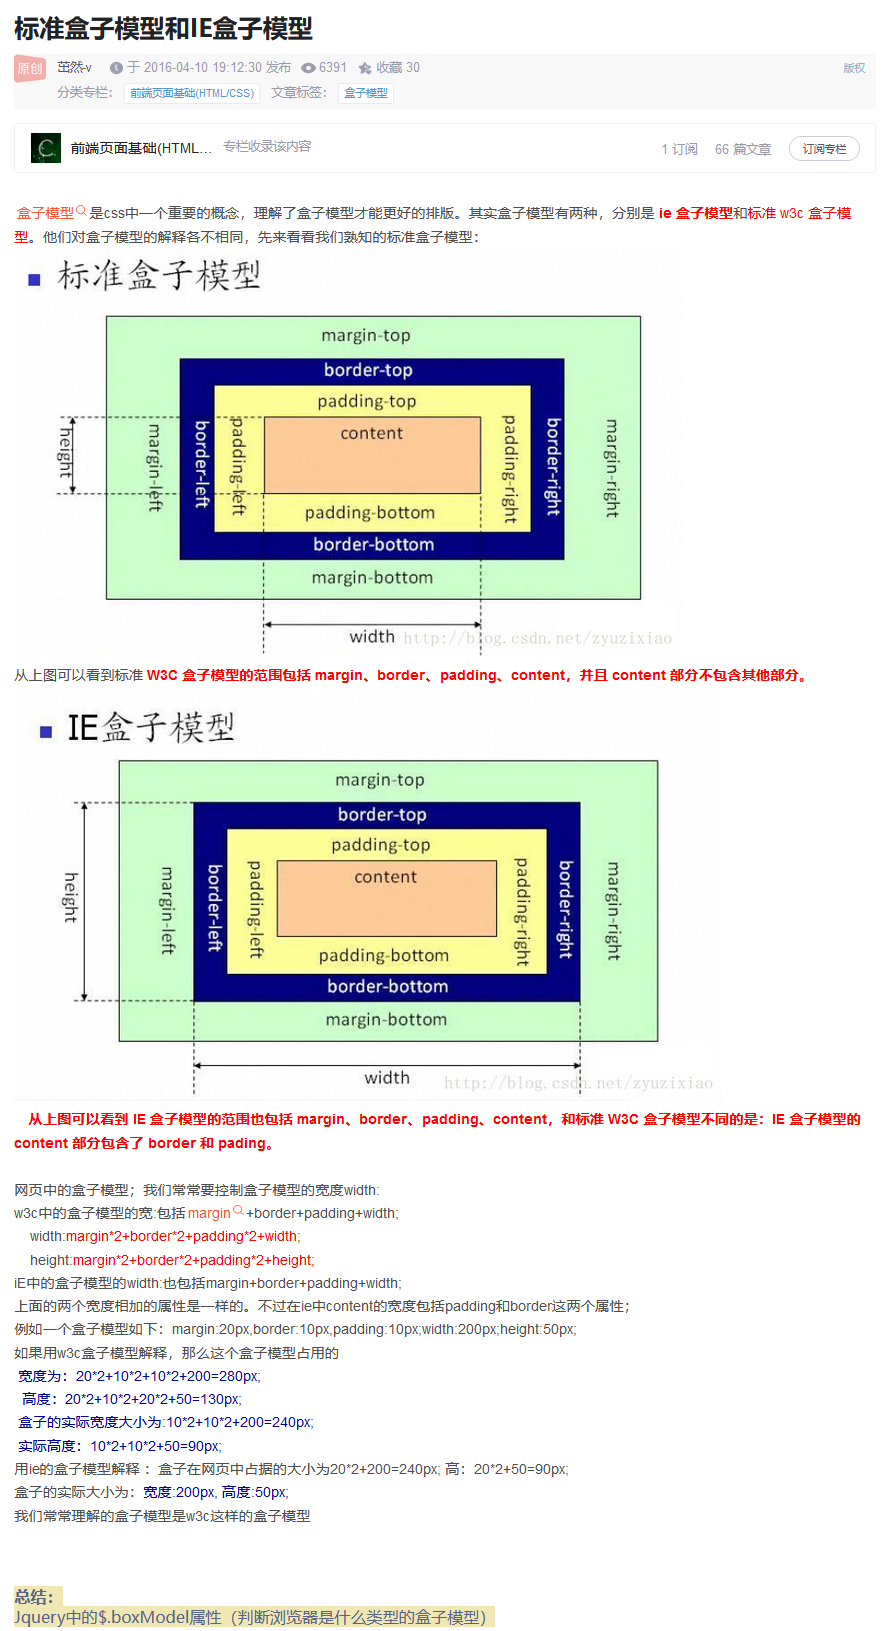 标准盒子模型和IE盒子模型
原创
茁然-v 于 2016-04-10 19:12:30 发布 6391 收藏 30 版权
分类专栏： 前端页面基础(HTML/CSS) 文章标签： 盒子模型
前端页面基础(HTML... 专栏收录该内容 1 订阅 66 篇文章 订阅专栏
盒子模型是css中一个重要的概念，理解了盒子模型才能更好的排版。其实盒子模型有两种，分别是 ie 盒子模型和标准 w3c 盒子模
型。他们对盒子模型的解释各不相同，先来看看我们熟知的标准盒子模型：
标准盒子模型
margin-top
border-top
padding-top
content
height
margin-left
border-left
padding-left
padding-right
border-right
margin-right
padding-bottom
border-bottom
margin-bottom
width
http://blog.csdn.net/zyuzixiao
从上图可以看到标准 W3C 盒子模型的范围包括 margin、border、padding、content，并且 content 部分不包含其他部分。
IE盒子模型
margin-top
border-top
padding-top
content
height
margin-left
border-left
padding-left
padding-right
border-right
margin-right
padding-bottom
border-bottom
margin-bottom
width
http://blog.csdn.net/zyuzixiao
从上图可以看到 IE 盒子模型的范围也包括 margin、border、padding、content，和标准 W3C 盒子模型不同的是：IE 盒子模型的
content 部分包含了 border 和 pading。
网页中的盒子模型；我们常常要控制盒子模型的宽度width:
w3c中的盒子模型的宽:包括margin+border+padding+width;
width:margin*2+border*2+padding*2+width;
height:margin*2+border*2+padding*2+height;
iE中的盒子模型的width:也包括margin+border+padding+width;
上面的两个宽度相加的属性是一样的。不过在ie中content的宽度包括padding和border这两个属性；
例如一个盒子模型如下：margin:20px,border:10px,padding:10px;width:200px;height:50px;
如果用w3c盒子模型解释，那么这个盒子模型占用的
宽度为：20*2+10*2+10*2+200=280px;
高度：20*2+10*2+20*2+50=130px;
盒子的实际宽度大小为:10*2+10*2+200=240px;
实际高度：10*2+10*2+50=90px;
用ie的盒子模型解释 ：盒子在网页中占据的大小为20*2+200=240px; 高：20*2+50=90px;
盒子的实际大小为：宽度:200px, 高度:50px;
我们常常理解的盒子模型是w3c这样的盒子模型
总结：
Jquery中的$.boxModel属性（判断浏览器是什么类型的盒子模型）